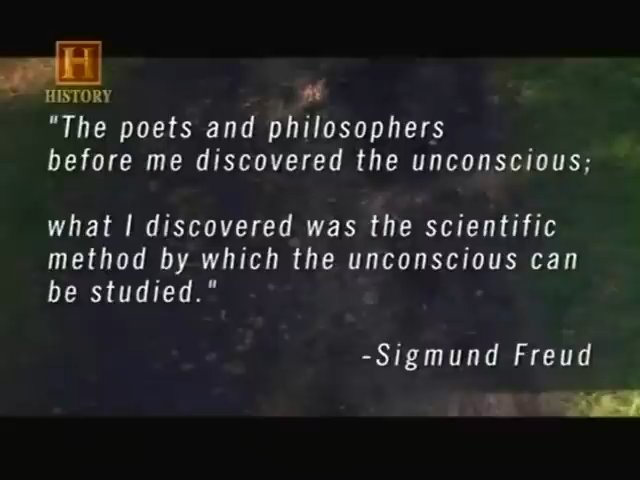 H
HISTORY
"The poets and philosophers
before me discovered the unconscious;
what I discovered was the scientific
method by which the unconscious can
be studied."
-Sigmund Freud